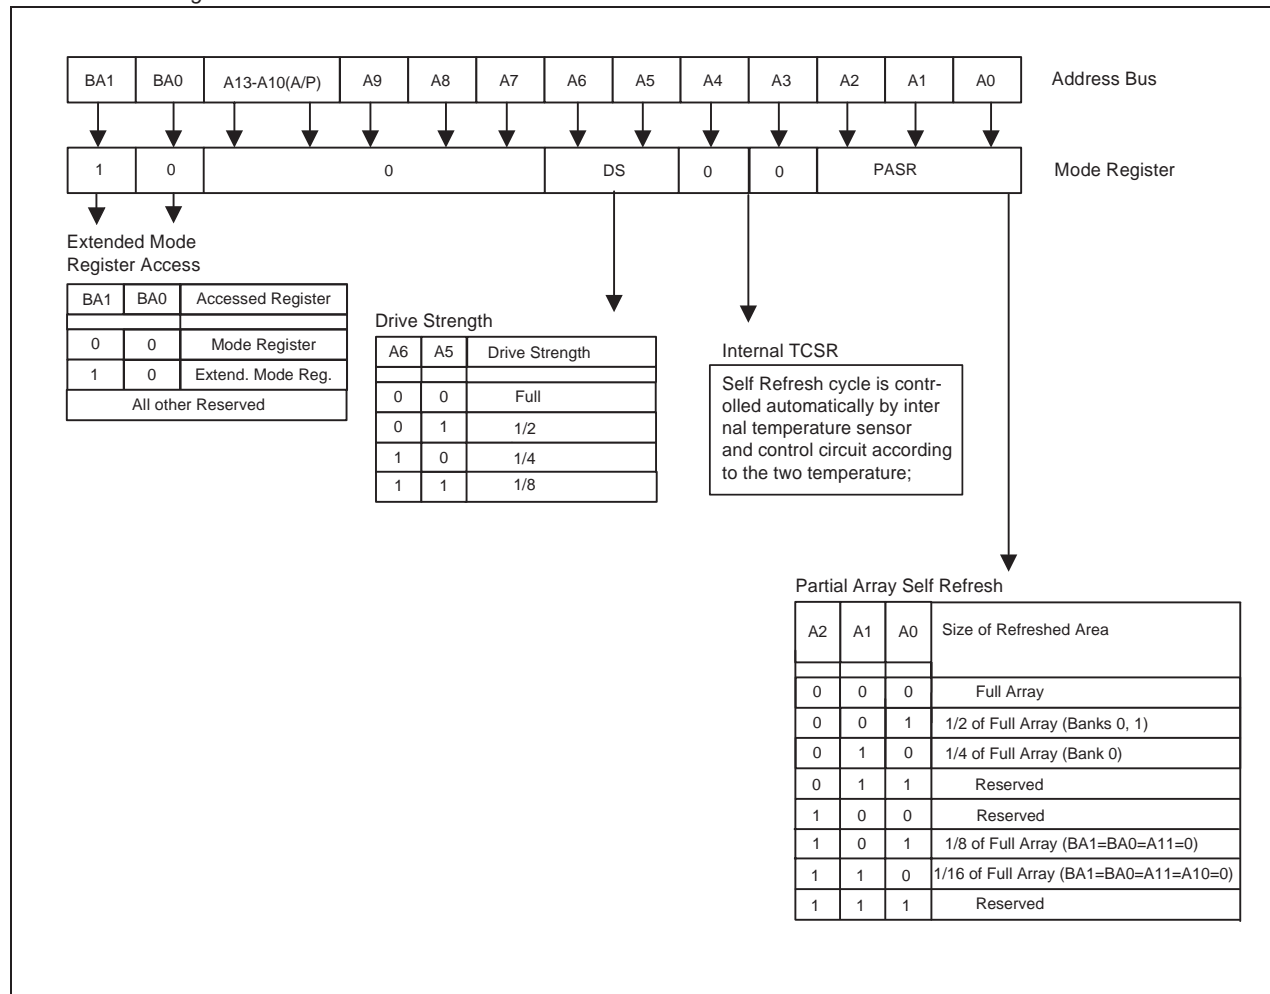 BA1 BA0 A13-A10(A/P) A9 A8 A7 A6 A5 A4 A3 A2 A1 A0 Address Bus
1 0 0 DS 0 0 PASR Mode Register
Extended Mode
Register Access
BA1 BA0 Accessed Register
0 0 Mode Register
1 0 Extend. Mode Reg.
All other Reserved
Drive Strength
A6 A5 Drive Strength
0 0 Full
0 1 1/2
1 0 1/4
1 1 1/8
Internal TCSR
Self Refresh cycle is contr-
olled automatically by inter
nal temperature sensor
and control circuit according
to the two temperature;
Partial Array Self Refresh
A2 A1 A0 Size of Refreshed Area
0 0 0 Full Array
0 0 1 1/2 of Full Array (Banks 0, 1)
0 1 0 1/4 of Full Array (Bank 0)
0 1 1 Reserved
1 0 0 Reserved
1 0 1 1/8 of Full Array (BA1=BA0=A11=0)
1 1 0 1/16 of Full Array (BA1=BA0=A11=A10=0)
1 1 1 Reserved